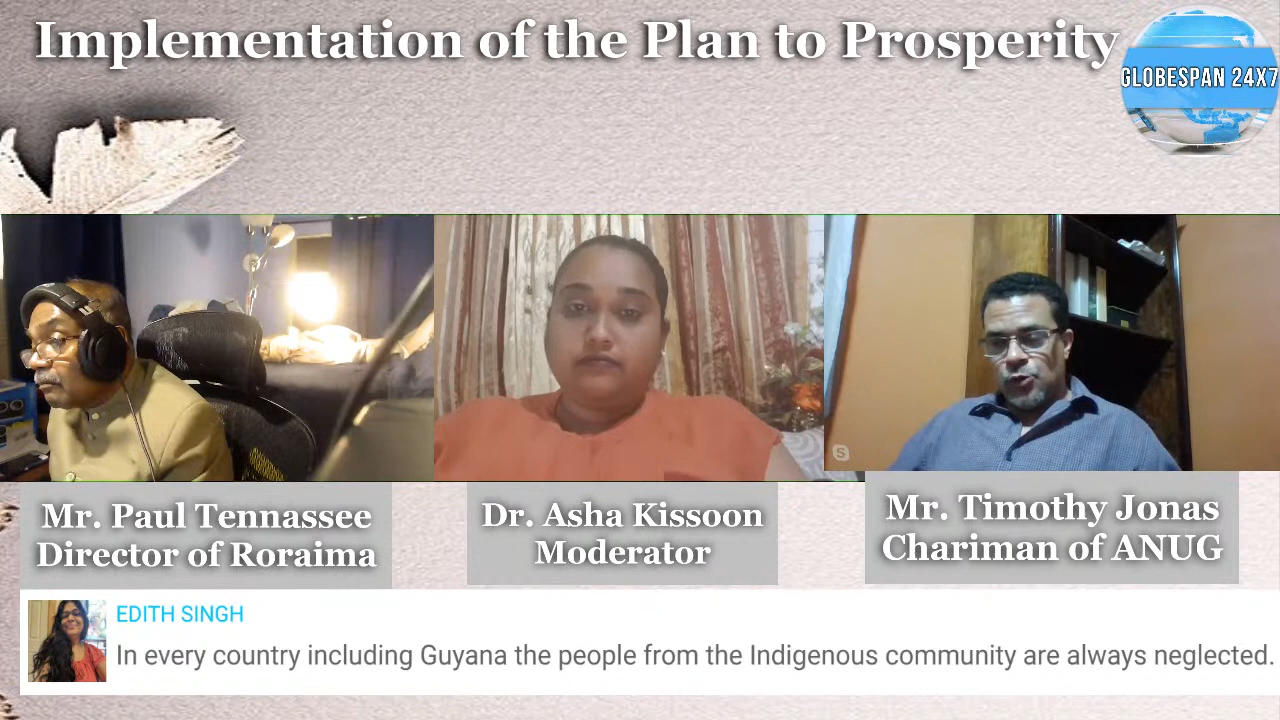 Implementation of the Plan to Prosperity
GLOBESPAN 24X7
Mr. Paul Tennassee
Director of Roraima
Dr. Asha Kissoon
Moderator
Mr. Timothy Jonas
Chariman of ANUG
EDITH SINGH
In every country including Guyana the people from the Indigenous community are always neglected.